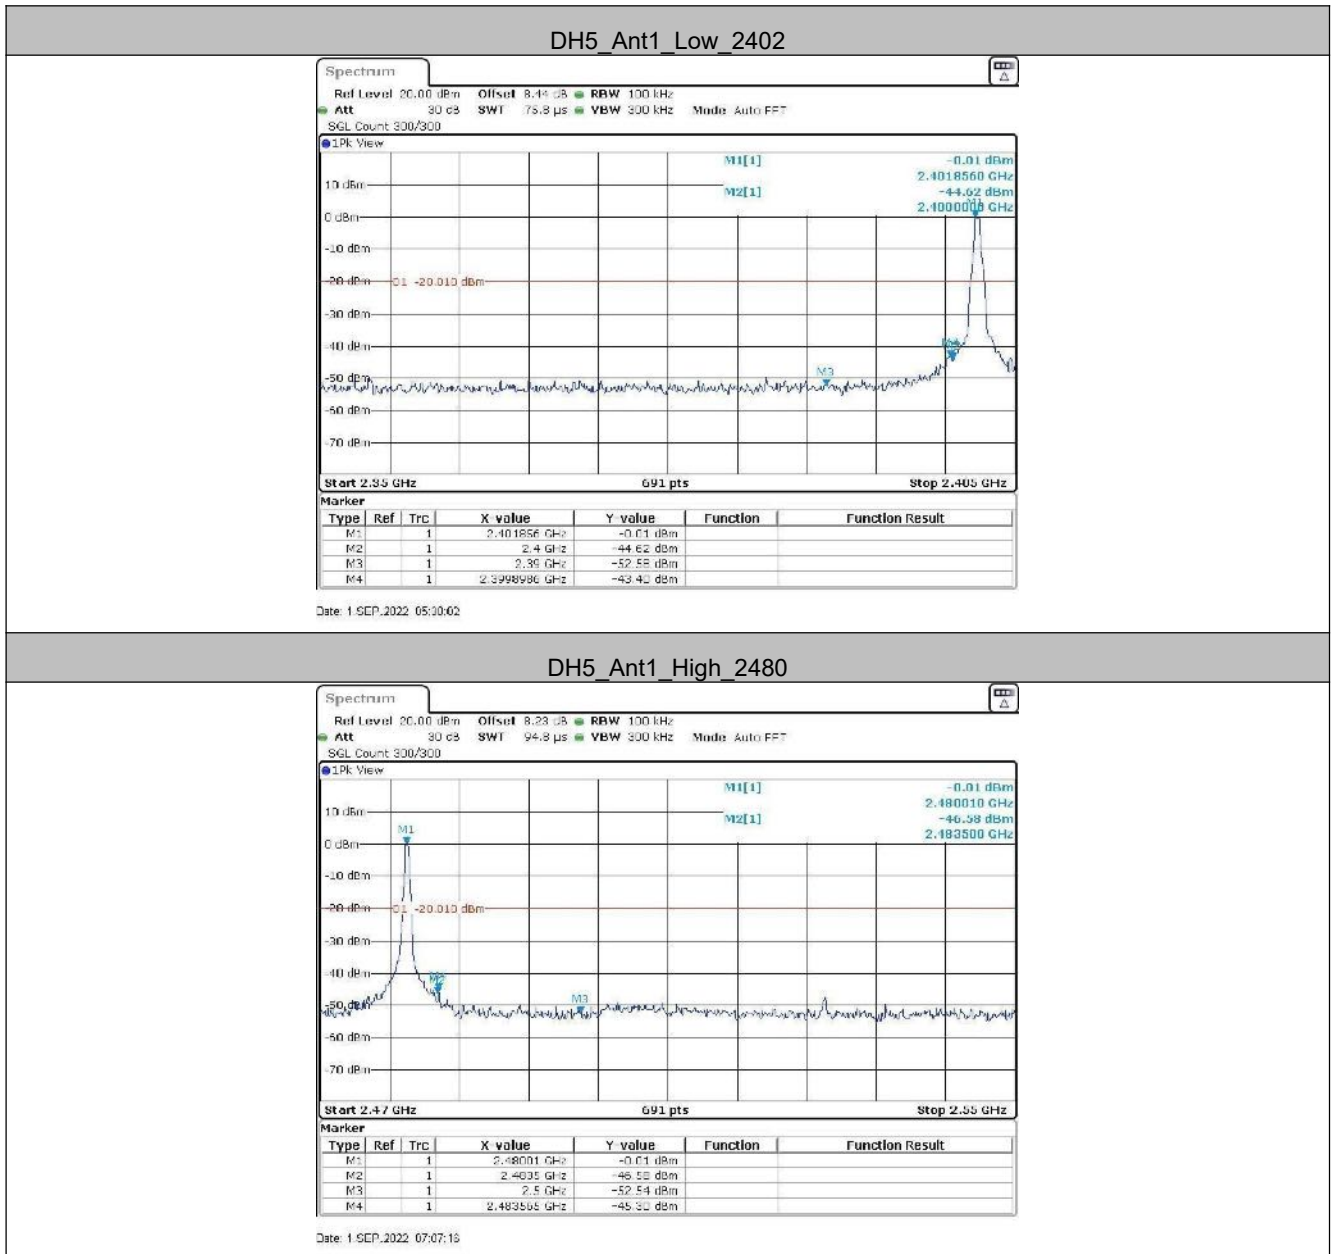 DH5_Ant1_Low_2402
Spectrum
Ref Level 20.00 dBm Offset 8.44 dB RBW 100 kHz
Att 30 dB SWT 75.8 µs VBW 300 kHz Mode Auto FFT
SGL Count 300/300
1Pk View
M1[1] -0.01 dBm
2.4018560 GHz
M2[1] -44.62 dBm
2.4000000 GHz
M1
10 dBm
0 dBm
-10 dBm
-20 dBm
D1 -20.010 dBm
-30 dBm
-40 dBm
M3
-50 dBm
-60 dBm
-70 dBm
Start 2.35 GHz 691 pts Stop 2.405 GHz
Marker
Type Ref Trc X-value Y-value Function Function Result
M1 1 2.401856 GHz -0.01 dBm
M2 1 2.4 GHz -44.62 dBm
M3 1 2.39 GHz -52.58 dBm
M4 1 2.3998986 GHz -43.40 dBm
Date: 1.SEP.2022 05:30:02
DH5_Ant1_High_2480
Spectrum
Ref Level 20.00 dBm Offset 8.23 dB RBW 100 kHz
Att 30 dB SWT 94.8 µs VBW 300 kHz Mode Auto FFT
SGL Count 300/300
1Pk View
M1[1] -0.01 dBm
2.480010 GHz
M2[1] -46.58 dBm
2.483500 GHz
10 dBm
M1
0 dBm
-10 dBm
-20 dBm
D1 -20.010 dBm
-30 dBm
-40 dBm
M2
M3
-50 dBm
-60 dBm
-70 dBm
Start 2.47 GHz 691 pts Stop 2.55 GHz
Marker
Type Ref Trc X-value Y-value Function Function Result
M1 1 2.48001 GHz -0.01 dBm
M2 1 2.4835 GHz -46.58 dBm
M3 1 2.5 GHz -52.54 dBm
M4 1 2.483565 GHz -45.30 dBm
Date: 1.SEP.2022 07:07:16